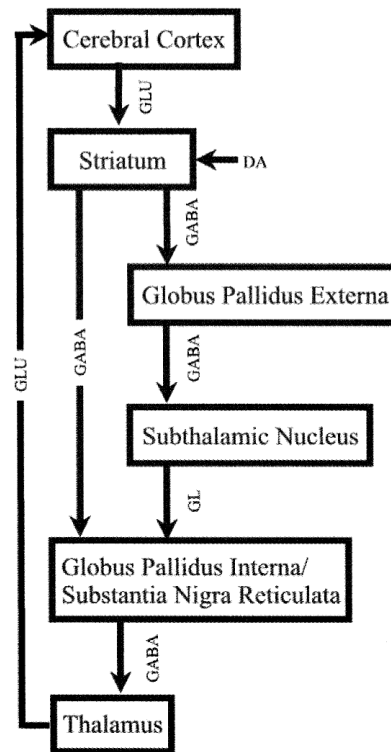 Cerebral Cortex
GLU
Striatum
DA
GABA
Globus Pallidus Externa
GLU
GABA
GABA
Subthalamic Nucleus
GL
Globus Pallidus Interna/
Substantia Nigra Reticulata
GABA
Thalamus